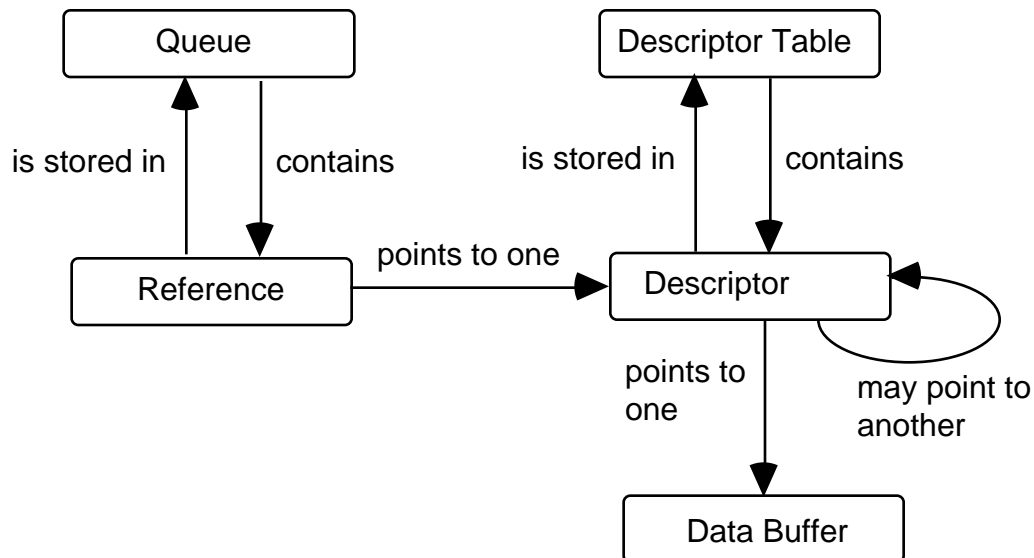 Queue
Descriptor Table
is stored in
contains
is stored in
contains
points to one
Reference
Descriptor
points to
one
may point to
another
Data Buffer